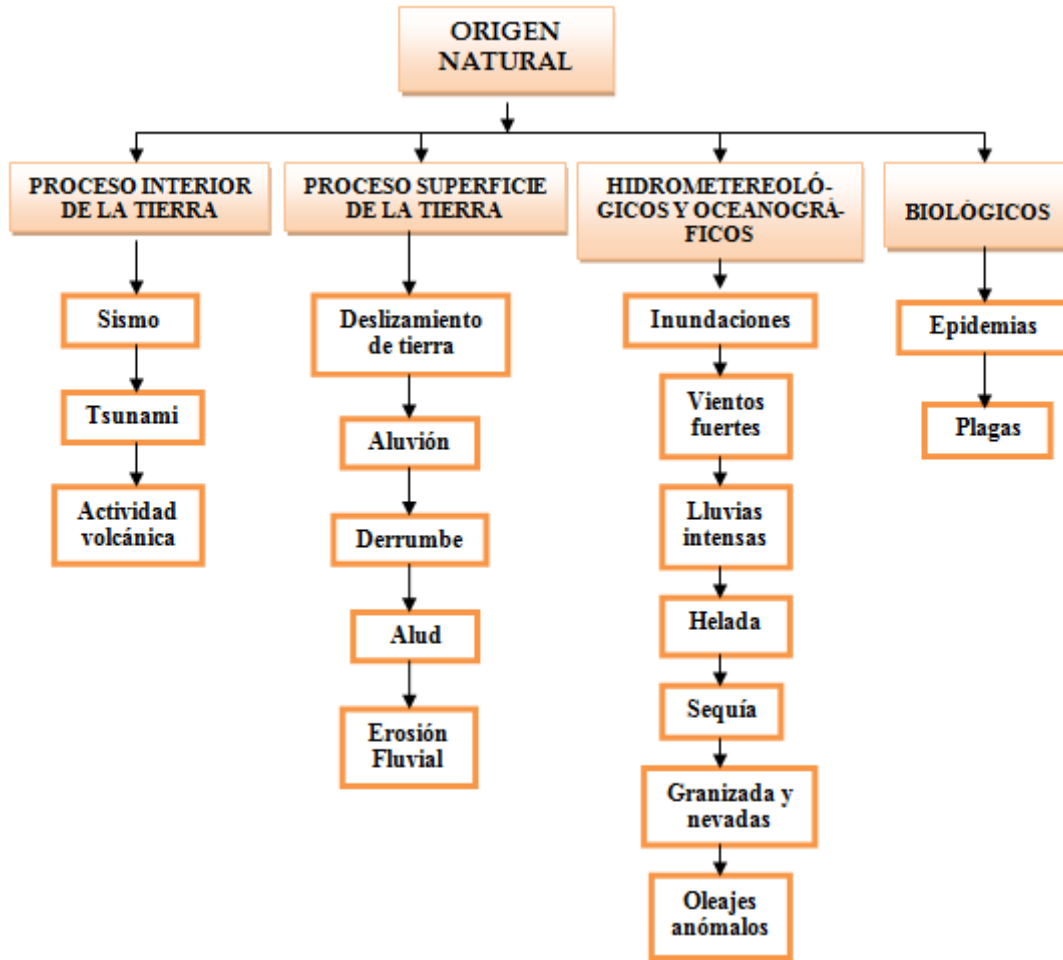 ORIGEN
NATURAL
PROCESO INTERIOR
DE LA TIERRA
Sismo
Tsunami
Actividad
volcánica
PROCESO SUPERFICIE
DE LA TIERRA
Deslizamiento
de tierra
Aluvión
Derrumbe
Alud
Erosión
Fluvial
HIDROMETEREOLÓ-
GICOS Y OCEANOGRÁ-
FICOS
Inundaciones
Vientos
fuertes
Lluvias
intensas
Helada
Sequía
Granizada y
nevadas
Oleajes
anómalos
BIOLÓGICOS
Epidemias
Plagas